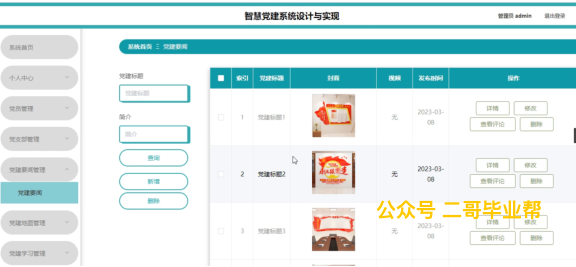 智慧党建系统设计与实现
管理员 admin 退出登录
系统首页
个人中心
党员管理
党支部管理
党建要闻管理
党建要闻
党建地图管理
党建学习管理
系统首页 党建要闻
党建标题
党建标题
简介
简介
查询
新增
删除
索引 党建标题 封面 视频 发布时间 操作
1 党建标题1 无 2023-03-08 详情 修改 查看评论 删除
2 党建标题2 无 2023-03-08 详情 修改 查看评论 删除
3 党建标题3 无 2023-03-08 详情 修改 查看评论 删除
公众号 二哥毕业帮